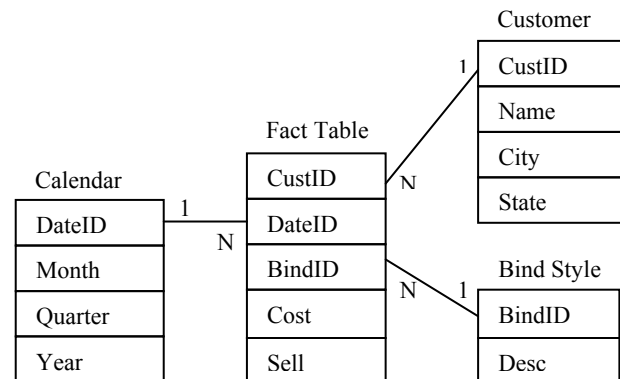 Customer
1
CustID
Name
City
State
Fact Table
CustID
N
DateID
BindID
Cost
Sell
Calendar
1
DateID
N
Month
Quarter
Year
Bind Style
N
1
BindID
Desc